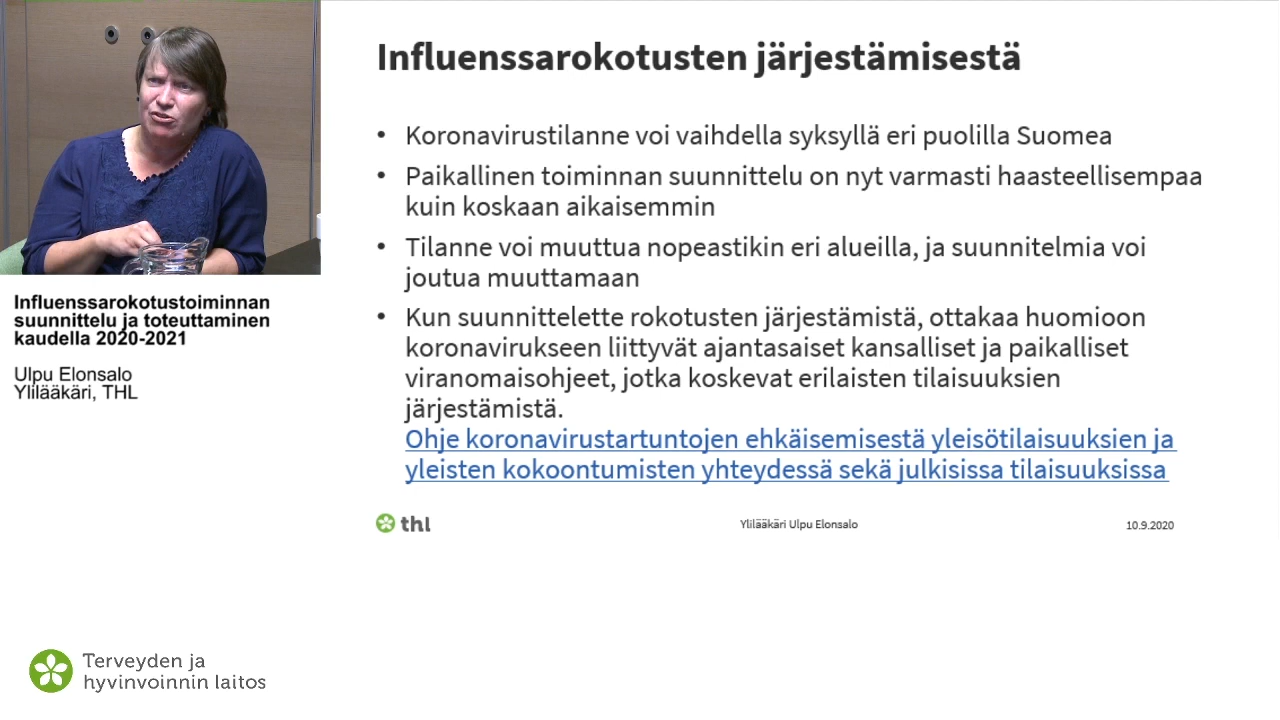 Influenssarokotusten järjestämisestä
• Koronavirustilanne voi vaihdella syksyllä eri puolilla Suomea
• Paikallinen toiminnan suunnittelu on nyt varmasti haasteellisempaa
kuin koskaan aikaisemmin
• Tilanne voi muuttua nopeastikin eri alueilla, ja suunnitelmia voi
joutua muuttamaan
• Kun suunnittelette rokotusten järjestämistä, ottakaa huomioon
koronavirukseen liittyvät ajantasaiset kansalliset ja paikalliset
viranomaisohjeet, jotka koskevat erilaisten tilaisuuksien
järjestämistä.
Ohje koronavirustartuntojen ehkäisemisestä yleisötilaisuuksien ja
yleisten kokoontumisten yhteydessä sekä julkisissa tilaisuuksissa
thl
Ylilääkäri Ulpu Elonsalo
10.9.2020
Influenssarokotustoiminnan
suunnittelu ja toteuttaminen
kaudella 2020-2021
Ulpu Elonsalo
Ylilääkäri, THL
Terveyden ja
hyvinvoinnin laitos